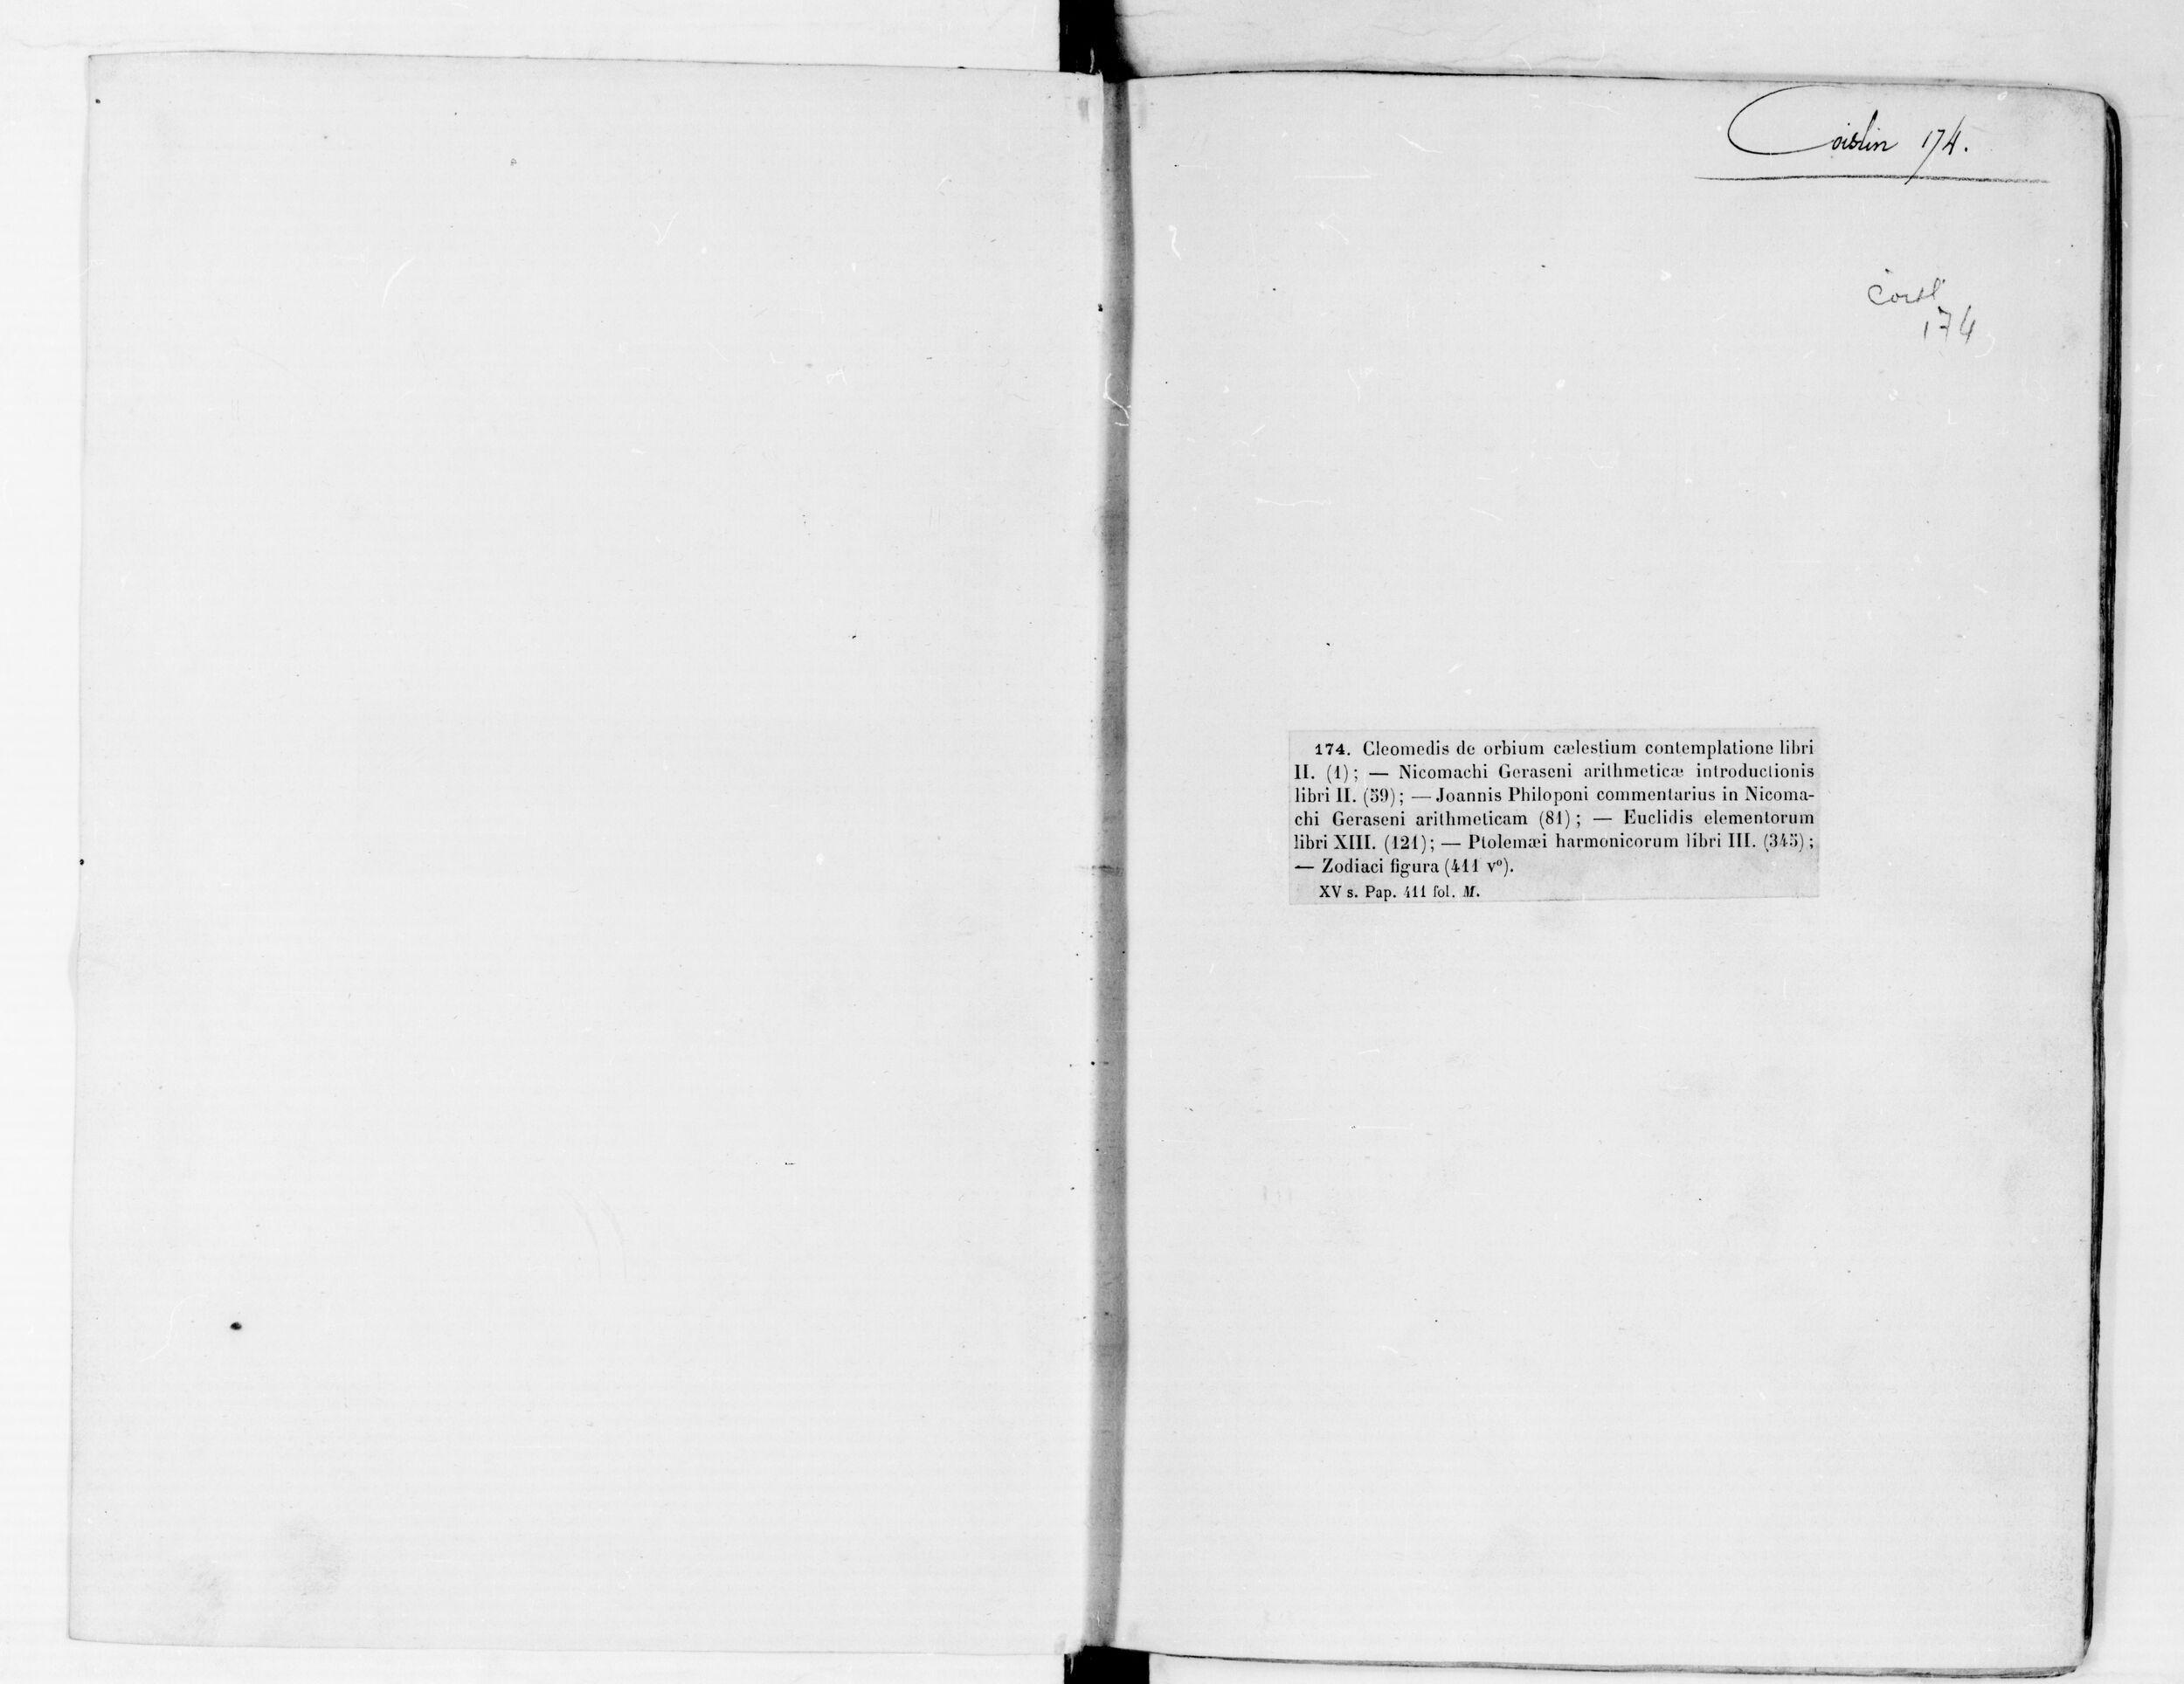 Coislin 174.
Coisl
174
174. Cleomedis de orbium cælestium contemplatione libri
II. (1); — Nicomachi Geraseni arithmeticæ introductionis
libri II. (59); — Joannis Philoponi commentarius in Nicoma-
chi Geraseni arithmeticam (81); — Euclidis elementorum
libri XIII. (121); — Ptolemæi harmonicorum libri III. (345);
— Zodiaci figura (411 v°).
XV s. Pap. 411 fol. M.